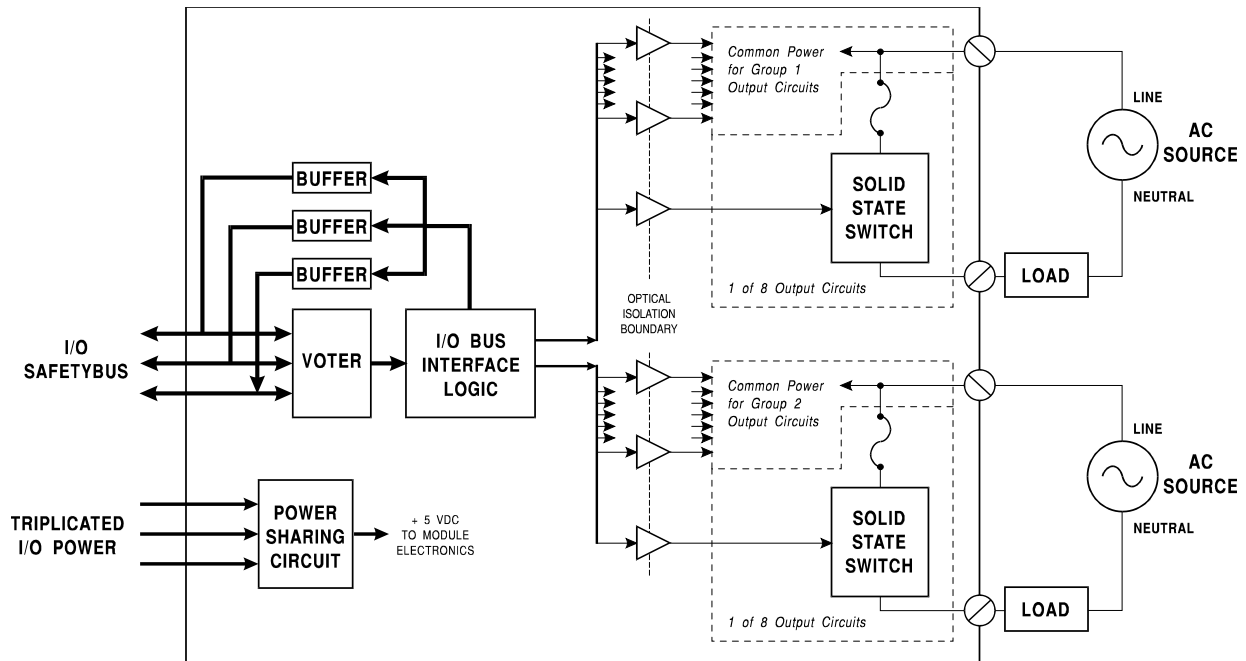 Common Power
for Group 1
Output Circuits
LINE
AC
SOURCE
NEUTRAL
SOLID
STATE
SWITCH
LOAD
1 of 8 Output Circuits
BUFFER
BUFFER
BUFFER
OPTICAL
ISOLATION
BOUNDARY
I/O
SAFETYBUS
VOTER
I/O BUS
INTERFACE
LOGIC
Common Power
for Group 2
Output Circuits
LINE
AC
SOURCE
NEUTRAL
SOLID
STATE
SWITCH
LOAD
1 of 8 Output Circuits
TRIPLICATED
I/O POWER
POWER
SHARING
CIRCUIT
+ 5 VDC
TO MODULE
ELECTRONICS